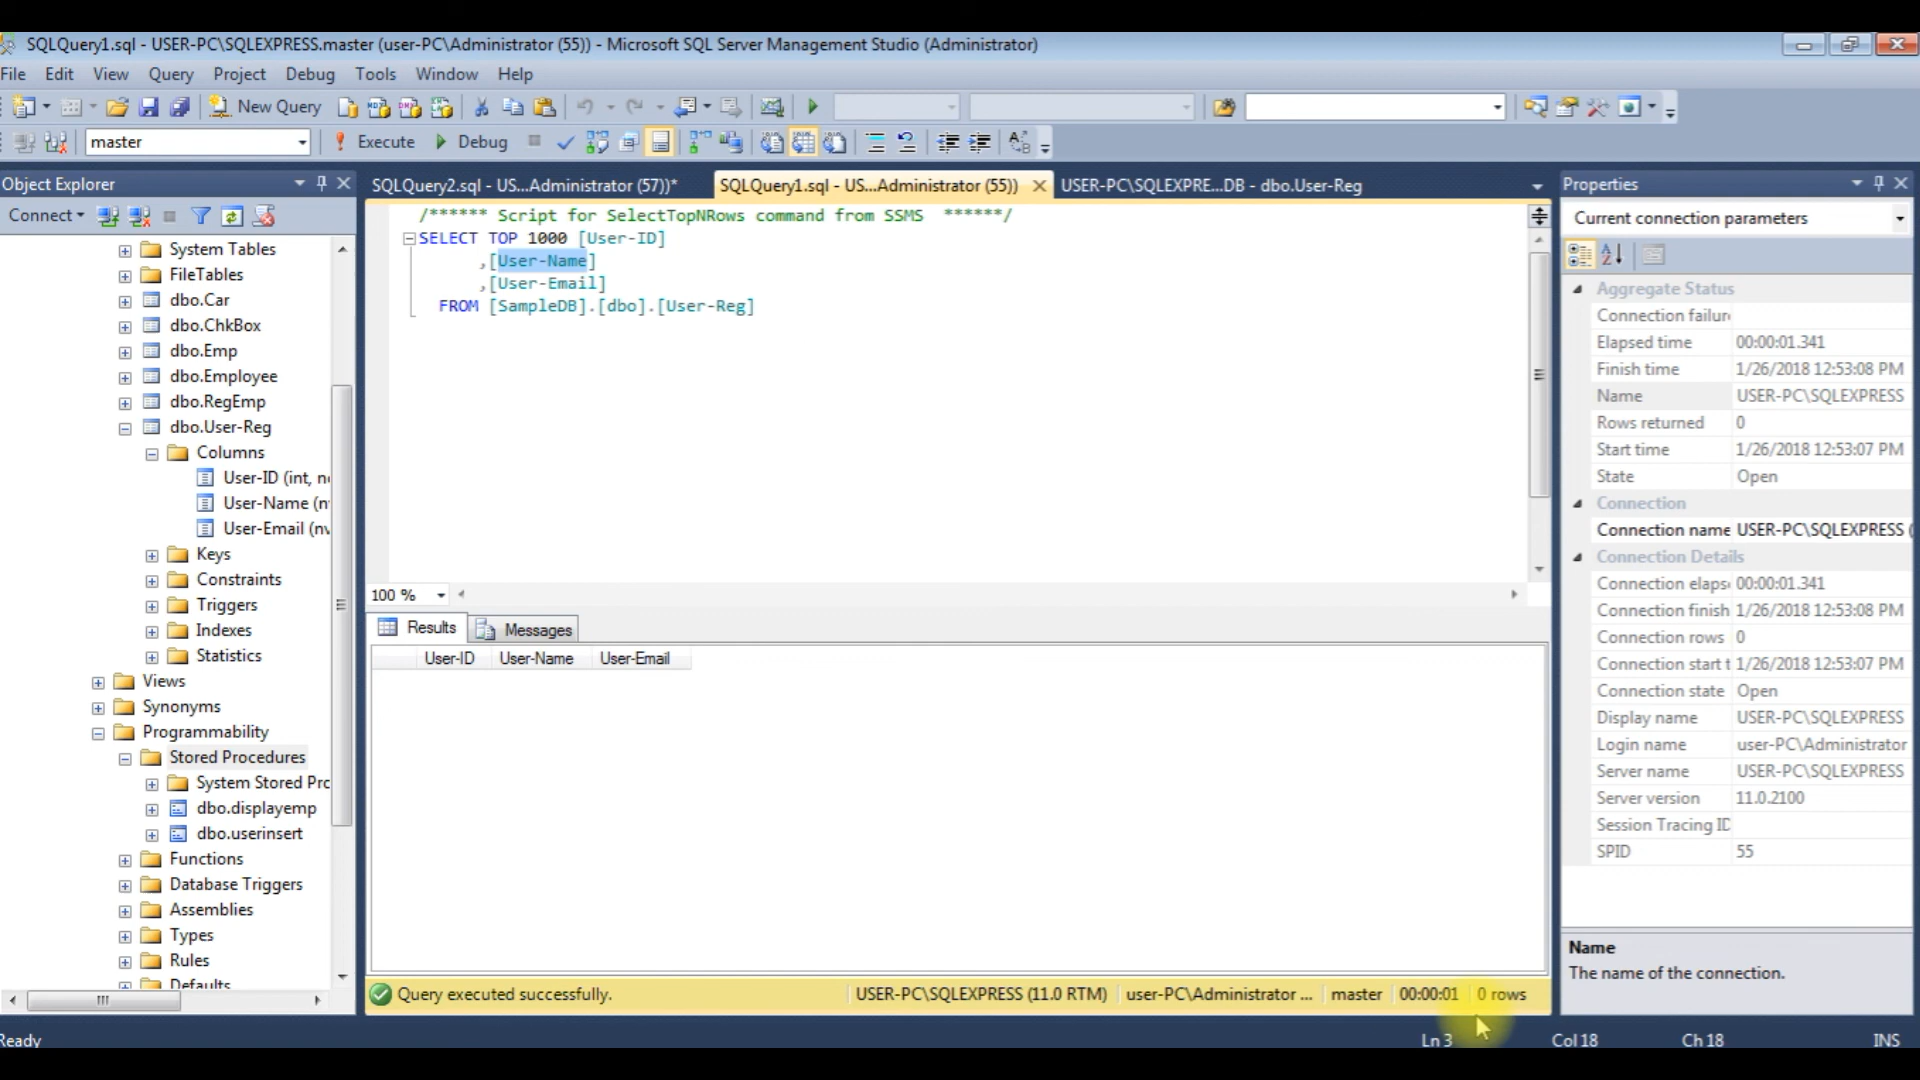 SQLQuery1.sql - USER-PC\SQLEXPRESS.master (user-PC\Administrator (55)) - Microsoft SQL Server Management Studio (Administrator)
File Edit View Query Project Debug Tools Window Help
New Query
master Execute Debug
Object Explorer
Connect
System Tables
FileTables
dbo.Car
dbo.ChkBox
dbo.Emp
dbo.Employee
dbo.RegEmp
dbo.User-Reg
Columns
User-ID (int, n
User-Name (n
User-Email (nv
Keys
Constraints
Triggers
Indexes
Statistics
Views
Synonyms
Programmability
Stored Procedures
System Stored Prc
dbo.displayemp
dbo.userinsert
Functions
Database Triggers
Assemblies
Types
Rules
Defaults
SQLQuery2.sql - US...Administrator (57))* SQLQuery1.sql - US...Administrator (55)) USER-PC\SQLEXPRE...DB - dbo.User-Reg
/****** Script for SelectTopNRows command from SSMS ******/
SELECT TOP 1000 [User-ID]
,[User-Name]
,[User-Email]
FROM [SampleDB].[dbo].[User-Reg]
100 %
Results Messages
User-ID User-Name User-Email
Query executed successfully. USER-PC\SQLEXPRESS (11.0 RTM) user-PC\Administrator ... master 00:00:01 0 rows
Properties
Current connection parameters
Aggregate Status
Connection failur
Elapsed time 00:00:01.341
Finish time 1/26/2018 12:53:08 PM
Name USER-PC\SQLEXPRESS
Rows returned 0
Start time 1/26/2018 12:53:07 PM
State Open
Connection
Connection name USER-PC\SQLEXPRESS (
Connection Details
Connection elaps 00:00:01.341
Connection finish 1/26/2018 12:53:08 PM
Connection rows 0
Connection start t 1/26/2018 12:53:07 PM
Connection state Open
Display name USER-PC\SQLEXPRESS
Login name user-PC\Administrator
Server name USER-PC\SQLEXPRESS
Server version 11.0.2100
Session Tracing ID
SPID 55
Name
The name of the connection.
Ready Ln 3 Col 18 Ch 18 INS